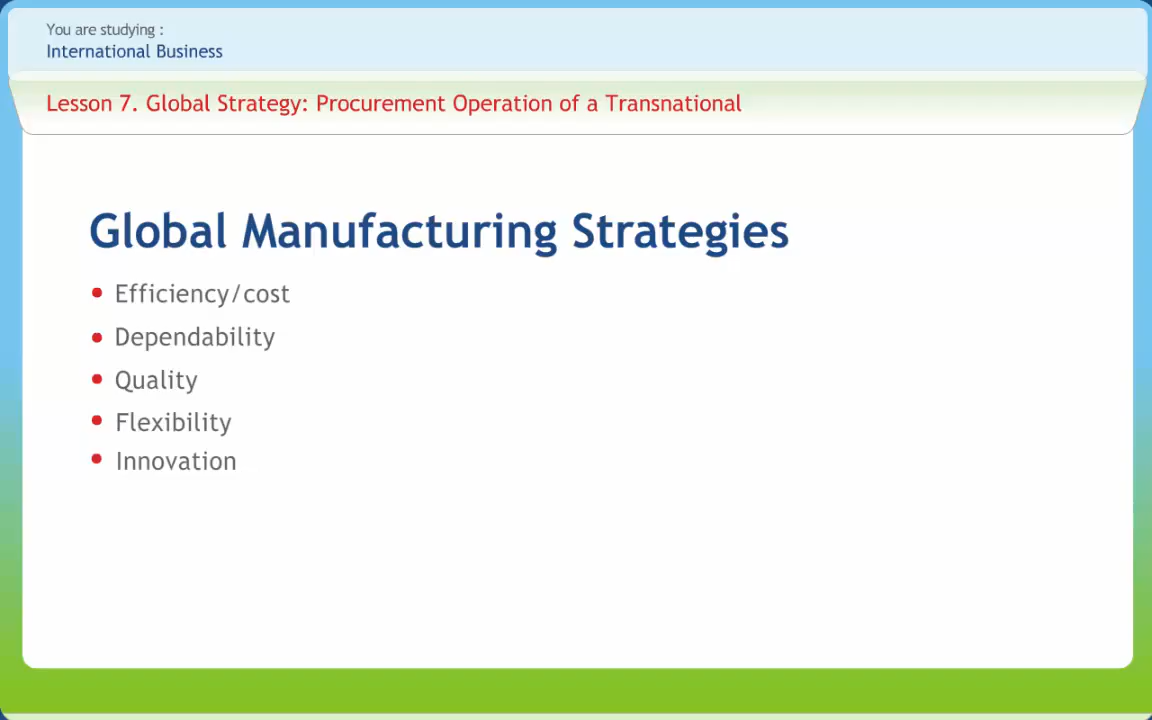 You are studying :
International Business
Lesson 7. Global Strategy: Procurement Operation of a Transnational
Global Manufacturing Strategies
• Efficiency/cost
• Dependability
• Quality
• Flexibility
• Innovation